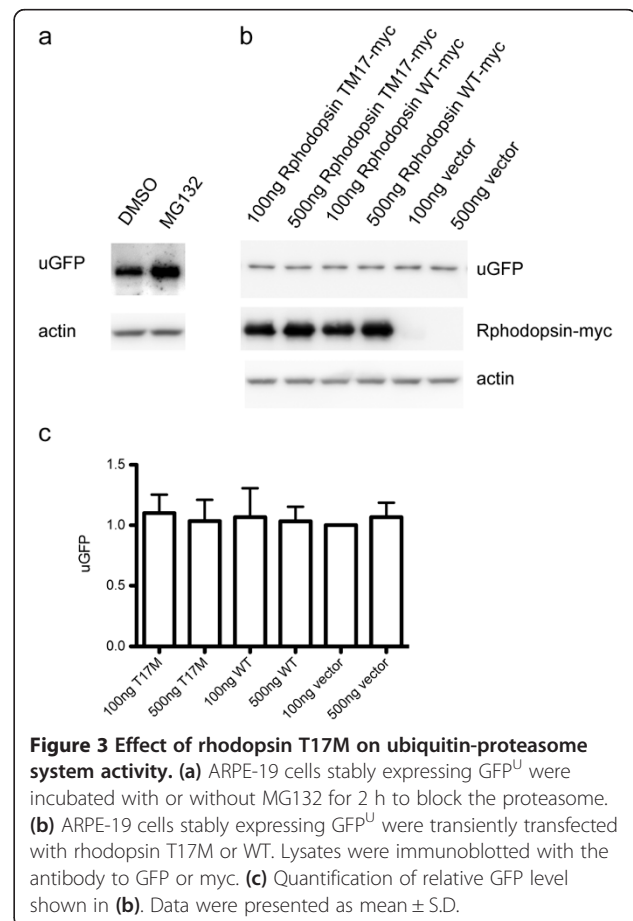 a
b
DMSO
MG132
100ng Rphodopsin TM17-myc
500ng Rphodopsin TM17-myc
100ng Rphodopsin WT-myc
500ng Rphodopsin WT-myc
100ng vector
500ng vector
uGFP
uGFP
Rphodopsin-myc
actin
actin
c
uGFP
1.5
1.0
0.5
0.0
100ng T17M
500ng T17M
100ng WT
500ng WT
100ng vector
500ng vector
Figure 3 Effect of rhodopsin T17M on ubiquitin-proteasome
system activity. (a) ARPE-19 cells stably expressing GFPᵁ were
incubated with or without MG132 for 2 h to block the proteasome.
(b) ARPE-19 cells stably expressing GFPᵁ were transiently transfected
with rhodopsin T17M or WT. Lysates were immunoblotted with the
antibody to GFP or myc. (c) Quantification of relative GFP level
shown in (b). Data were presented as mean ± S.D.